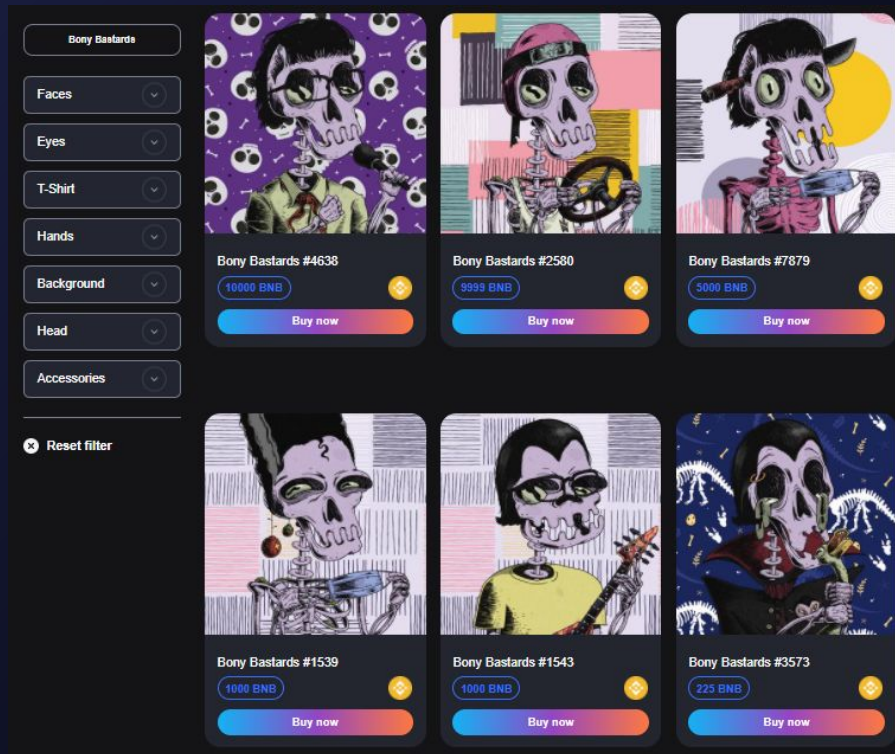 Bony Bastards
Faces
Eyes
T-Shirt
Hands
Background
Head
Accessories
Reset filter
Bony Bastards #4638
10000 BNB
Buy now
Bony Bastards #2580
9999 BNB
Buy now
Bony Bastards #7879
5000 BNB
Buy now
Bony Bastards #1539
1000 BNB
Buy now
Bony Bastards #1543
1000 BNB
Buy now
Bony Bastards #3573
225 BNB
Buy now